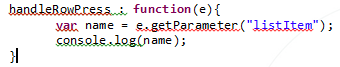 handleRowPress : function(e){
var name = e.getParameter("listItem");
console.log(name);
}